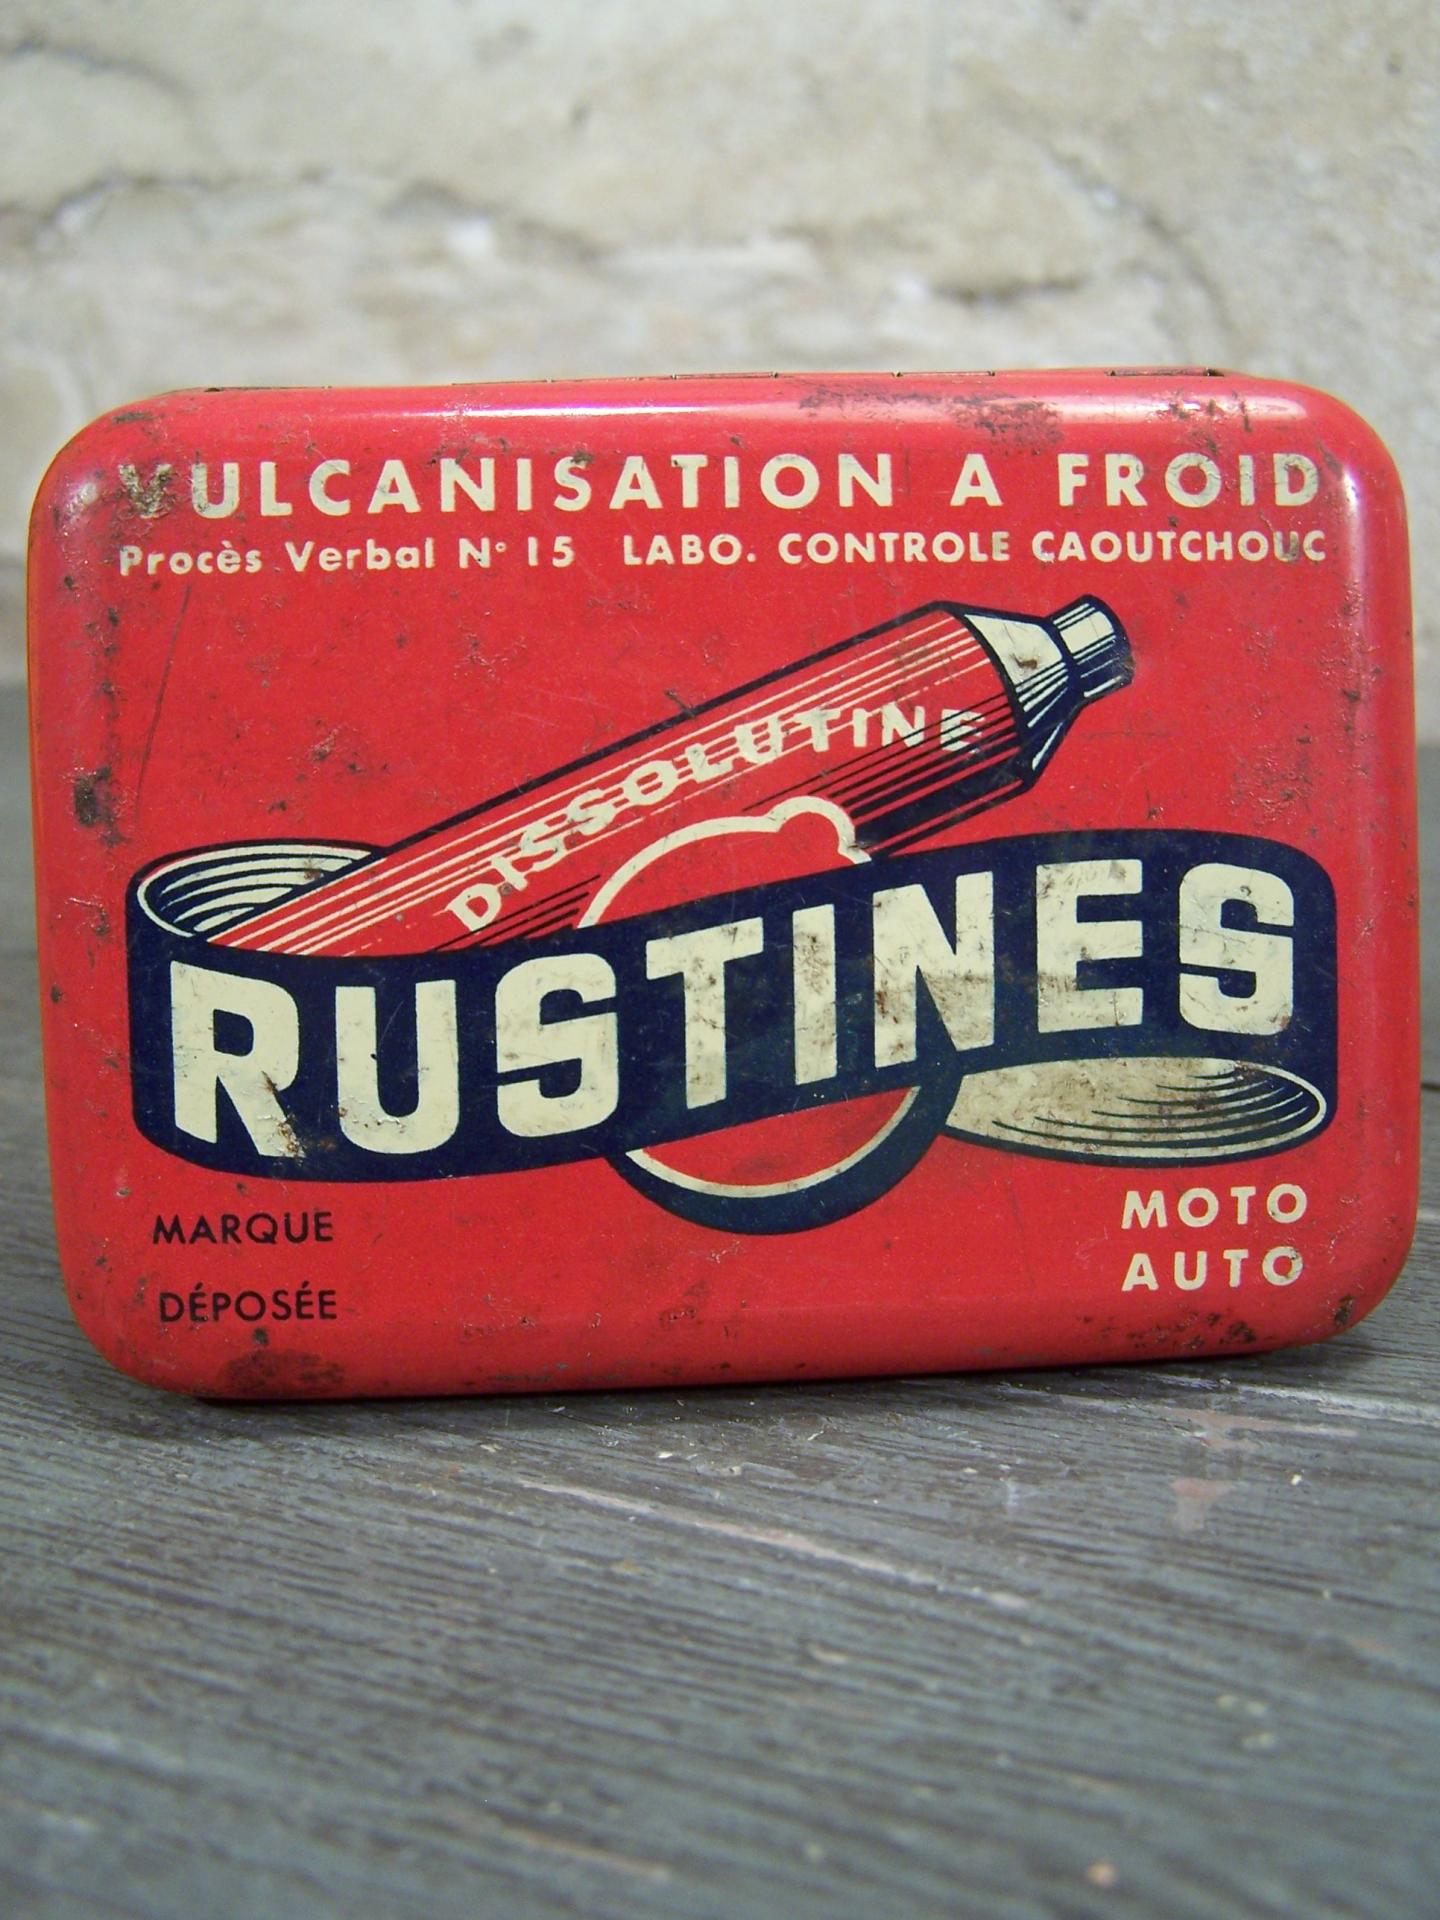 VULCANISATION A FROID
Procès Verbal N° 15 LABO. CONTROLE CAOUTCHOUC
DISSOLUTINE
RUSTINES
MARQUE
DÉPOSÉE
MOTO
AUTO